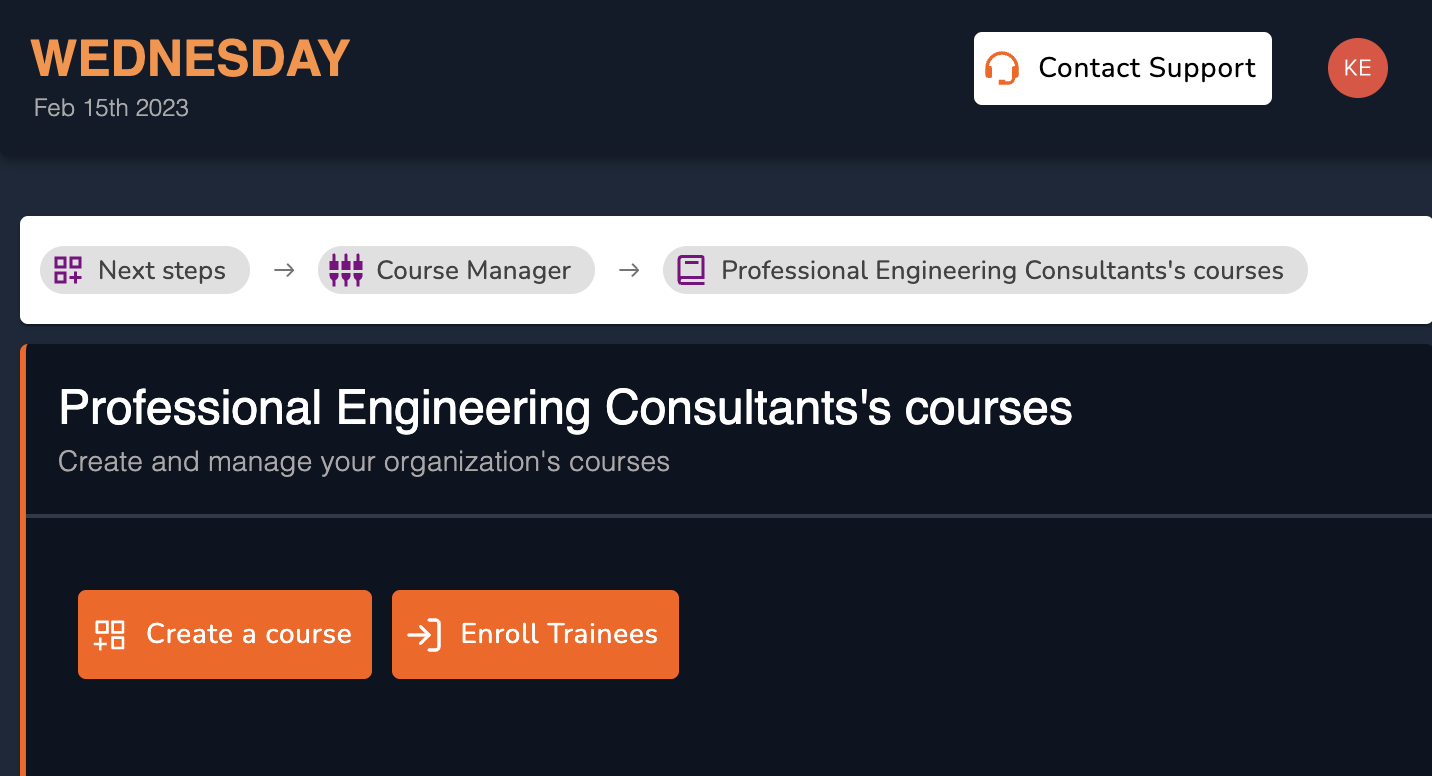 WEDNESDAY
Feb 15th 2023
Contact Support
KE
Next steps → Course Manager → Professional Engineering Consultants's courses
Professional Engineering Consultants's courses
Create and manage your organization's courses
Create a course
Enroll Trainees